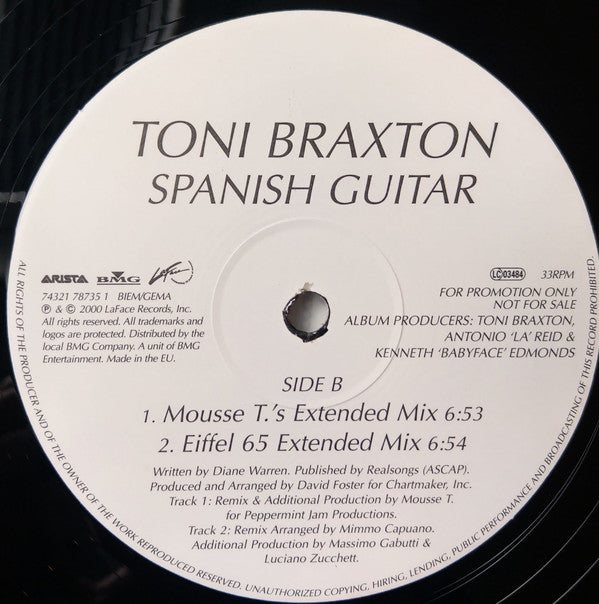 TONI BRAXTON
SPANISH GUITAR
ARISTA BMG LaFace
74321 78735 1 BIEM/GEMA
℗ & © 2000 LaFace Records, Inc.
All rights reserved. All trademarks and
logos are protected. Distributed by the
local BMG Company. A unit of BMG
Entertainment. Made in the EU.
LC 03484 33RPM
FOR PROMOTION ONLY
NOT FOR SALE
ALBUM PRODUCERS: TONI BRAXTON,
ANTONIO 'LA' REID &
KENNETH 'BABYFACE' EDMONDS
SIDE B
1. Mousse T.'s Extended Mix 6:53
2. Eiffel 65 Extended Mix 6:54
Written by Diane Warren. Published by Realsongs (ASCAP).
Produced and Arranged by David Foster for Chartmaker, Inc.
Track 1: Remix & Additional Production by Mousse T.
for Peppermint Jam Productions.
Track 2: Remix Arranged by Mimmo Capuano.
Additional Production by Massimo Gabutti &
Luciano Zucchett.
ALL RIGHTS OF THE PRODUCER AND OF THE OWNER OF THE WORK REPRODUCED RESERVED. UNAUTHORIZED COPYING, HIRING, LENDING, PUBLIC PERFORMANCE AND BROADCASTING OF THIS RECORD PROHIBITED.